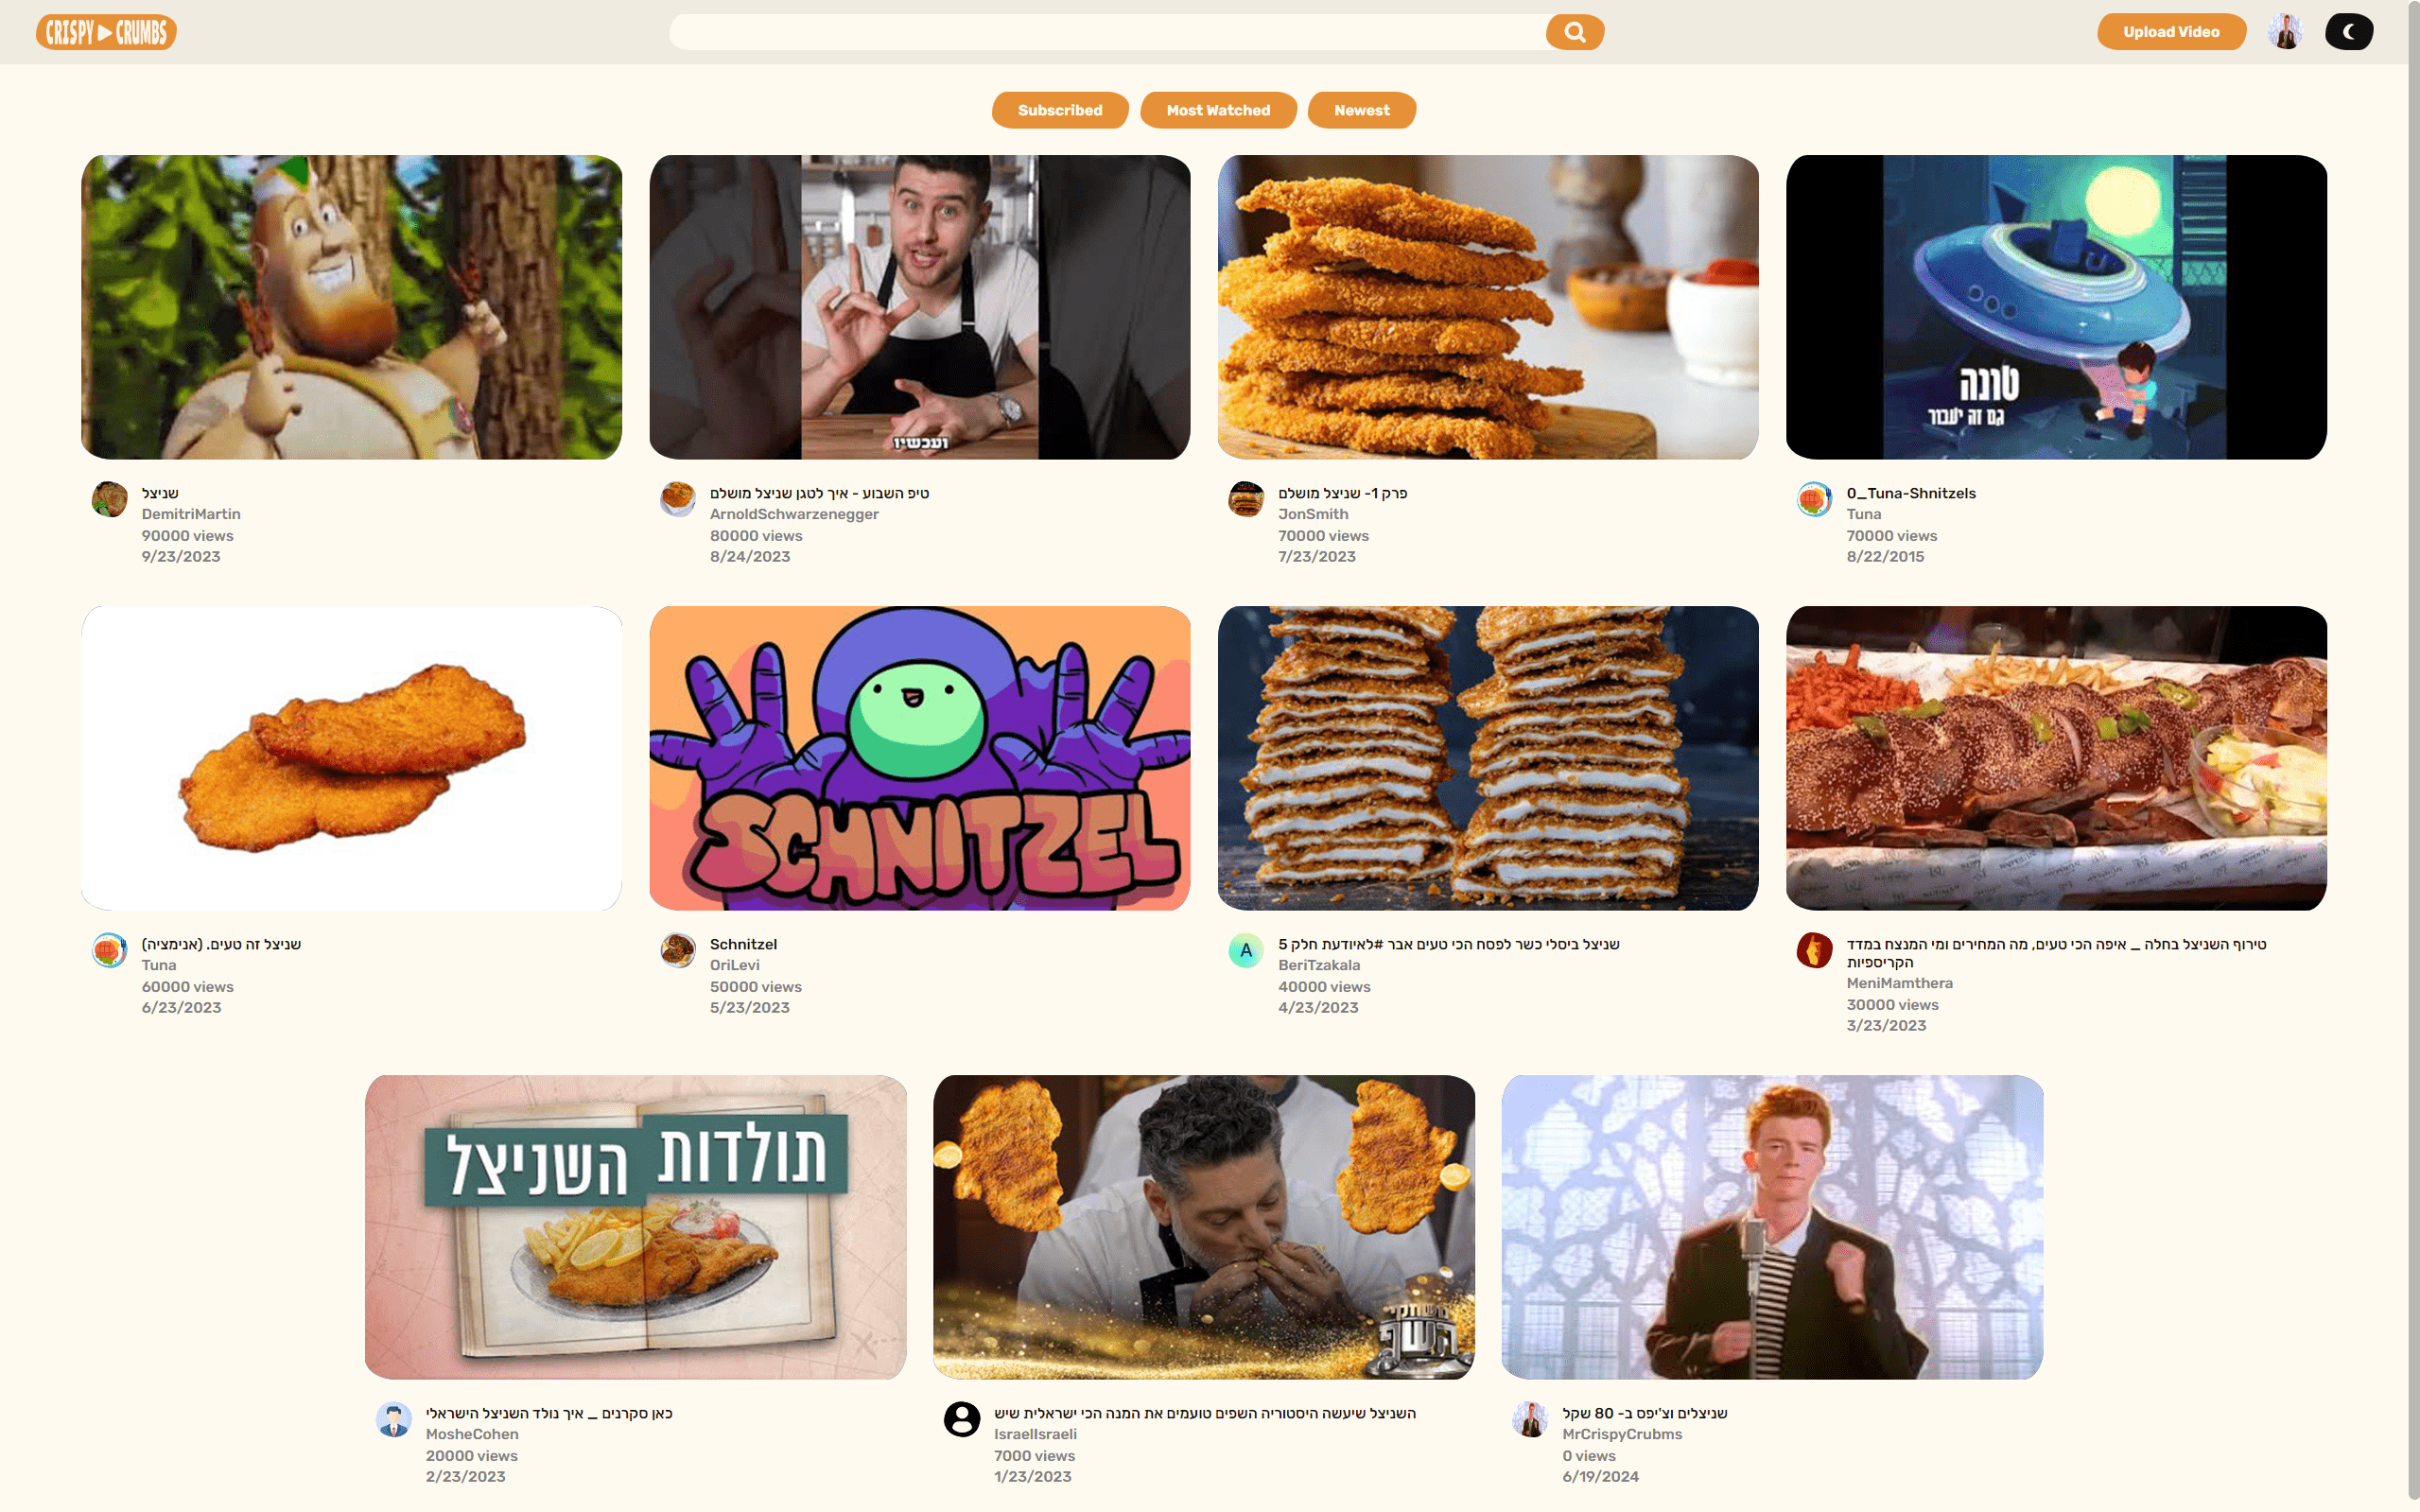 CRISPY CRUMBS
Upload Video
Subscribed
Most Watched
Newest
ועכשיו
טונה
גם זה יעבור
שניצל
DemitriMartin
90000 views
9/23/2023
טיפ השבוע - איך לטגן שניצל מושלם
ArnoldSchwarzenegger
80000 views
8/24/2023
פרק 1- שניצל מושלם
JonSmith
70000 views
7/23/2023
0_Tuna-Shnitzels
Tuna
70000 views
8/22/2015
SCHNITZEL
שניצל זה טעים. (אנימציה)
Tuna
60000 views
6/23/2023
Schnitzel
OriLevi
50000 views
5/23/2023
A
שניצל ביסלי כשר לפסח הכי טעים אבר #לאיודעת חלק 5
BeriTzakala
40000 views
4/23/2023
טירוף השניצל בחלה _ איפה הכי טעים, מה המחירים ומי המנצח במדד
הקריספיות
MeniMamthera
30000 views
3/23/2023
תולדות
השניצל
משחקי
השף
כאן סקרנים _ איך נולד השניצל הישראלי
MosheCohen
20000 views
2/23/2023
השניצל שיעשה היסטוריה השפים טועמים את המנה הכי ישראלית שיש
IsraelIsraeli
7000 views
1/23/2023
שניצלים וצ'יפס ב- 80 שקל
MrCrispyCrubms
0 views
6/19/2024